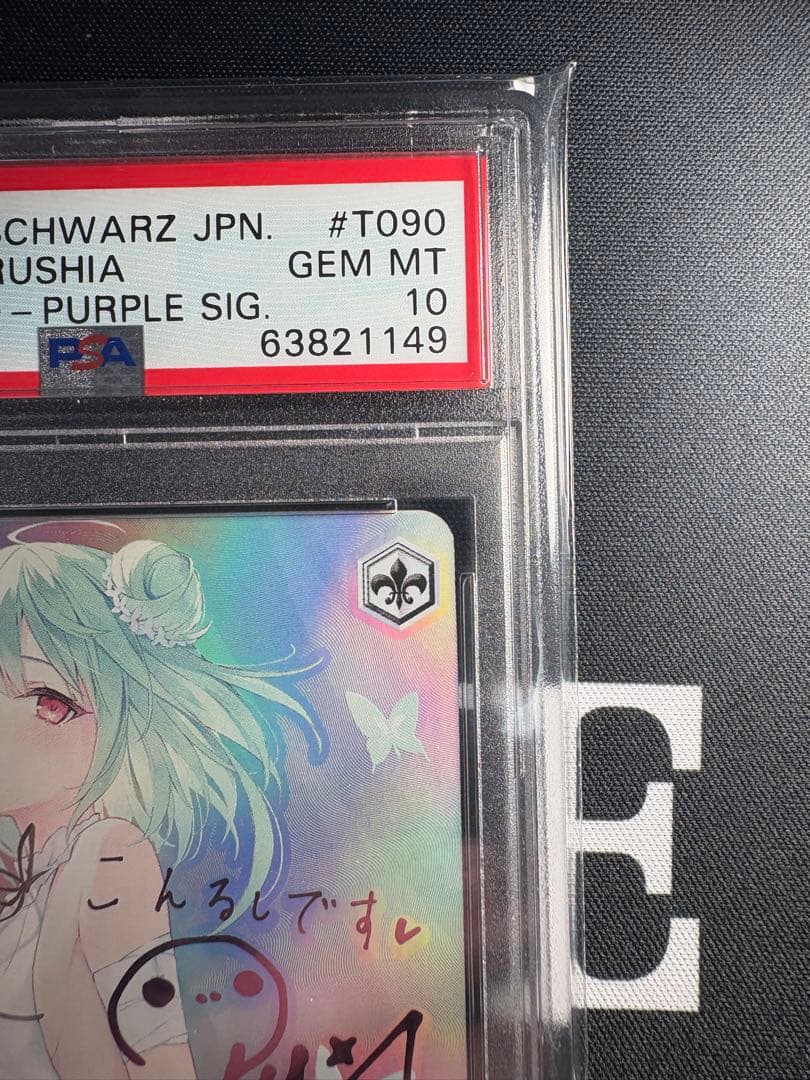 SCHWARZ JPN. #T090
RUSHIA GEM MT
-PURPLE SIG. 10
PSA 63821149
こんるしです
E